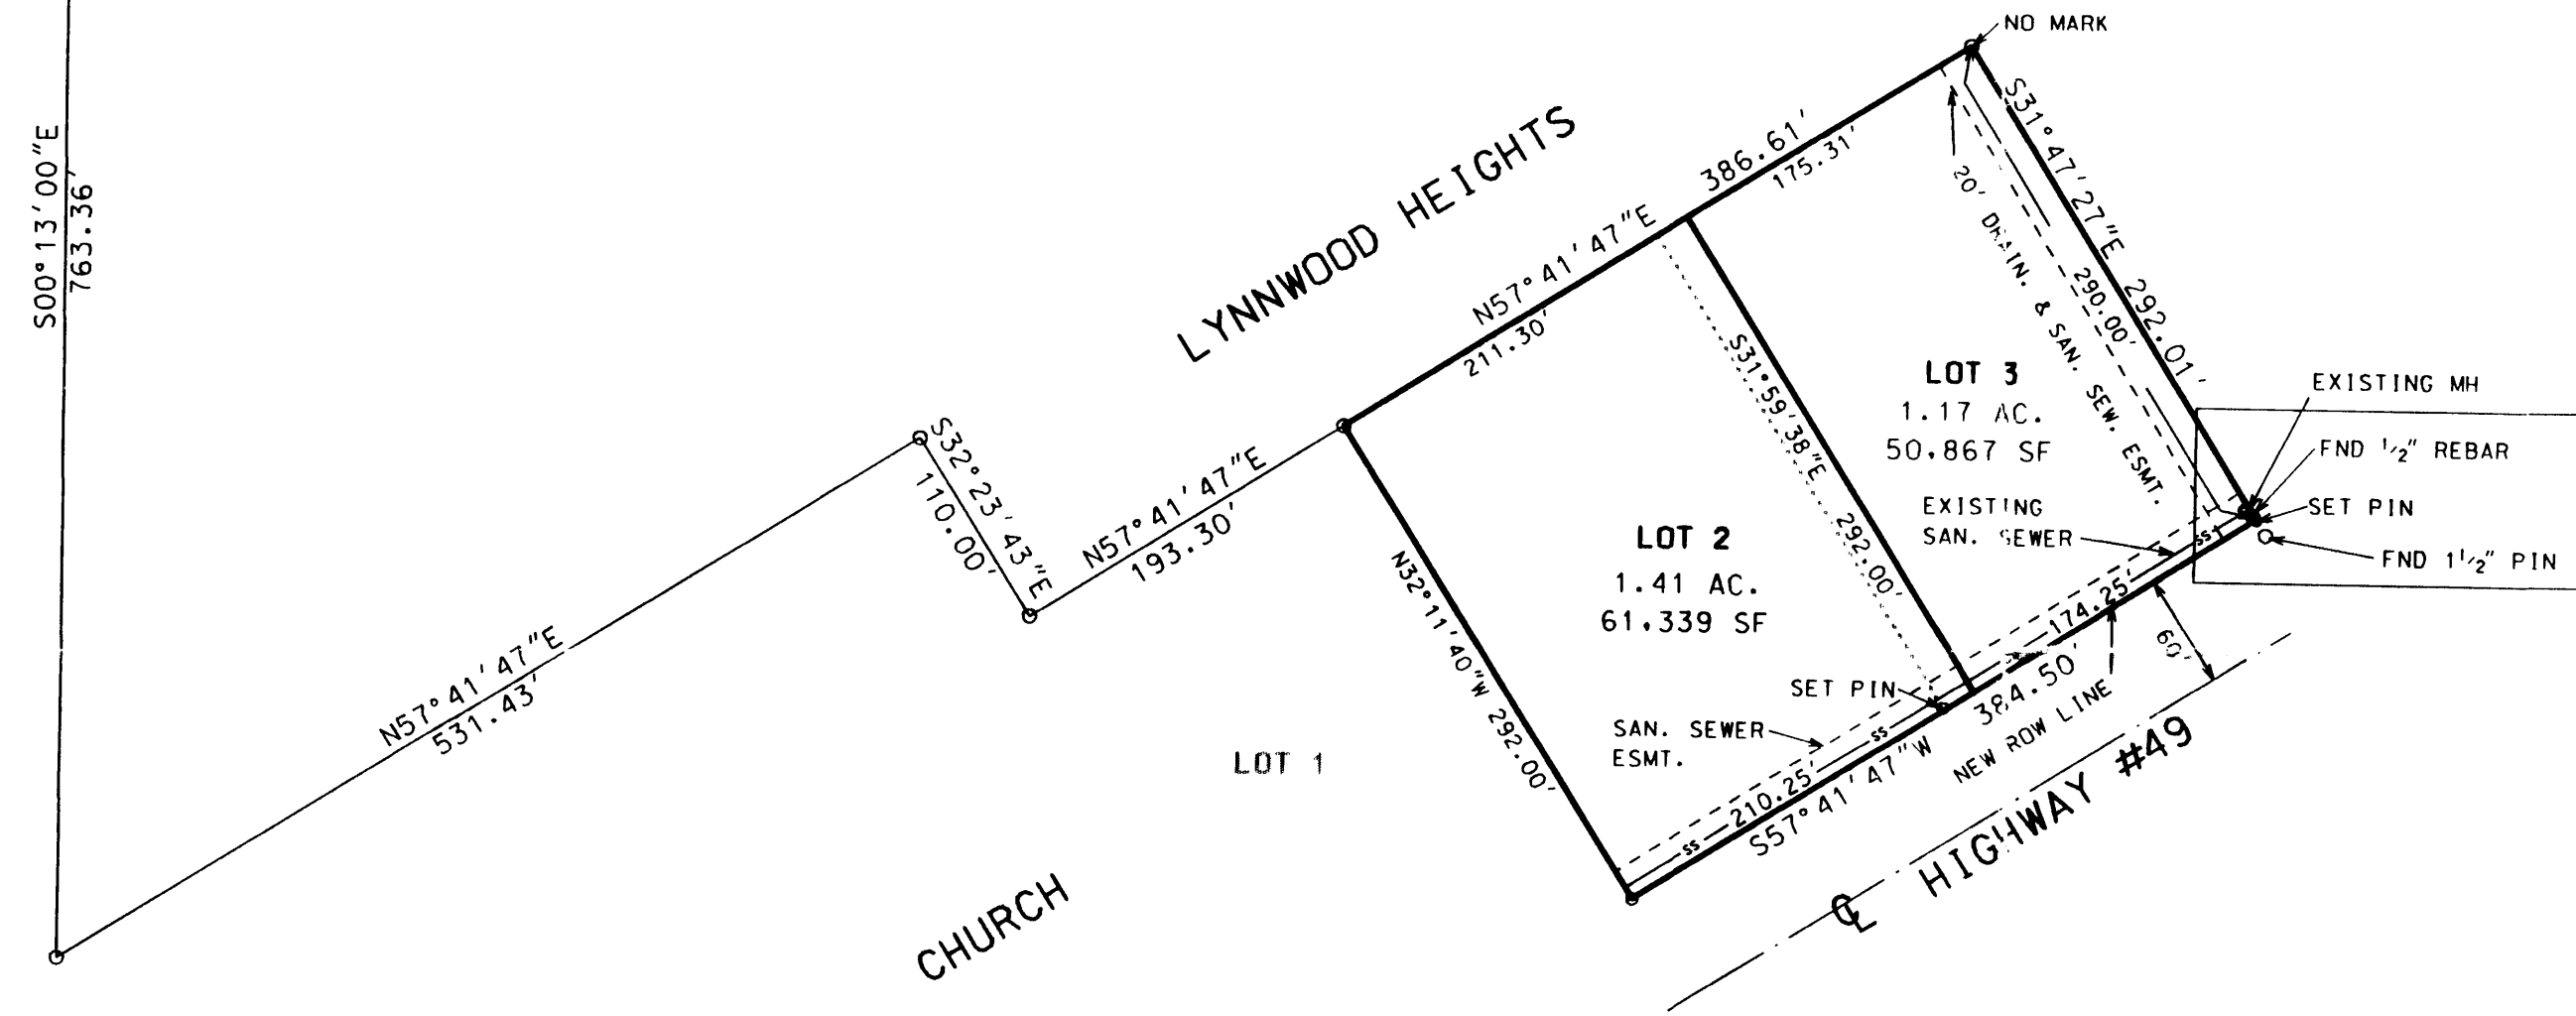 NO MARK
S00°13'00"E
763.36'
LYNNWOOD HEIGHTS
386.61'
175.31'
S31°47'27"E 292.01'
N57°41'47"E
211.30'
20' DRAIN. & SAN. SEW. ESMT.
290.00'
S31°59'38"E 292.00'
LOT 3
1.17 AC.
50,867 SF
EXISTING MH
FND 1/2" REBAR
SET PIN
FND 1 1/2" PIN
EXISTING
SAN. SEWER
SS
174.25'
S32°23'43"E
110.00'
N57°41'47"E
193.30'
N57°41'47"E
531.43'
LOT 2
1.41 AC.
61,339 SF
N32°11'40"W 292.00'
SET PIN
SAN. SEWER
ESMT.
SS
210.25'
SS
S57°41'47"W
384.50'
NEW ROW LINE
60'
LOT 1
CHURCH
CL HIGHWAY #49